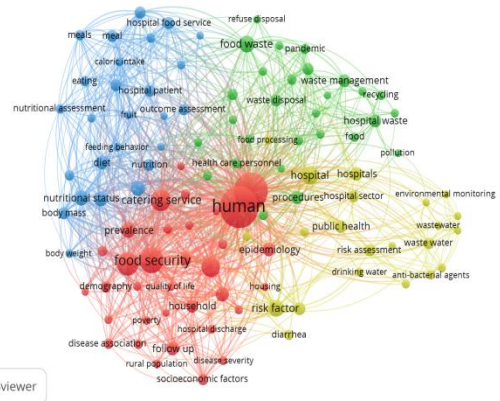 refuse disposal
hospital food service
meals
meal
food waste
pandemic
caloric intake
eating
hospital patient
waste management
recycling
nutritional assessment
fruit
outcome assessment
waste disposal
hospital waste
food processing
food
feeding behavior
pollution
diet
nutrition
health care personnel
hospital
hospitals
nutritional status
catering service
human
procedures
hospital sector
environmental monitoring
body mass
prevalence
public health
wastewater
body weight
food security
epidemiology
risk assessment
waste water
demography
quality of life
housing
drinking water
anti-bacterial agents
household
risk factor
poverty
hospital discharge
diarrhea
disease association
follow up
rural population
disease severity
socioeconomic factors
viewer